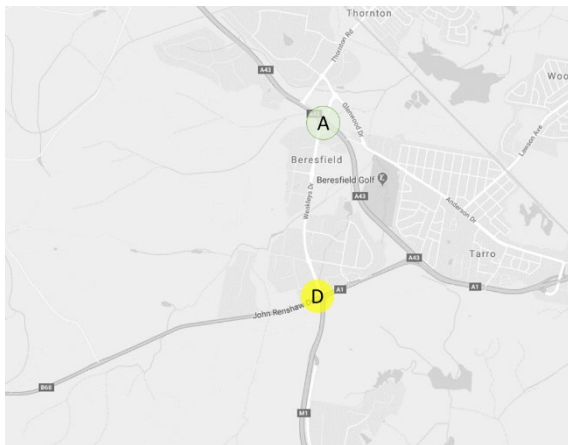 Thornton
Thornton Rd
A43
Woo
Glenwood Dr
Lawson Ave
A
Beresfield
Beresfield Golf
Weakleys Dr
A43
Anderson Dr
Tarro
A43
D
A1
A1
John Renshaw
B68
M1